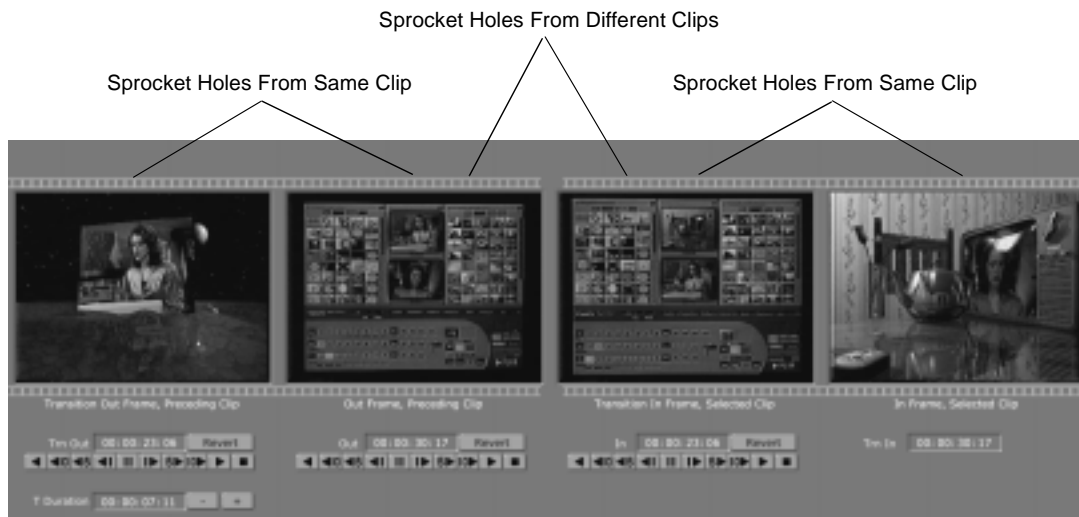 Sprocket Holes From Different Clips
Sprocket Holes From Same Clip
Sprocket Holes From Same Clip
Transition Out Frame, Preceding Clip
Out Frame, Preceding Clip
Transition In Frame, Selected Clip
In Frame, Selected Clip
Trn Out 00:00:23:06 Revert
Out 00:00:30:17 Revert
In 00:00:23:06 Revert
Trn In 00:00:30:17
T Duration 00:00:07:11 - +